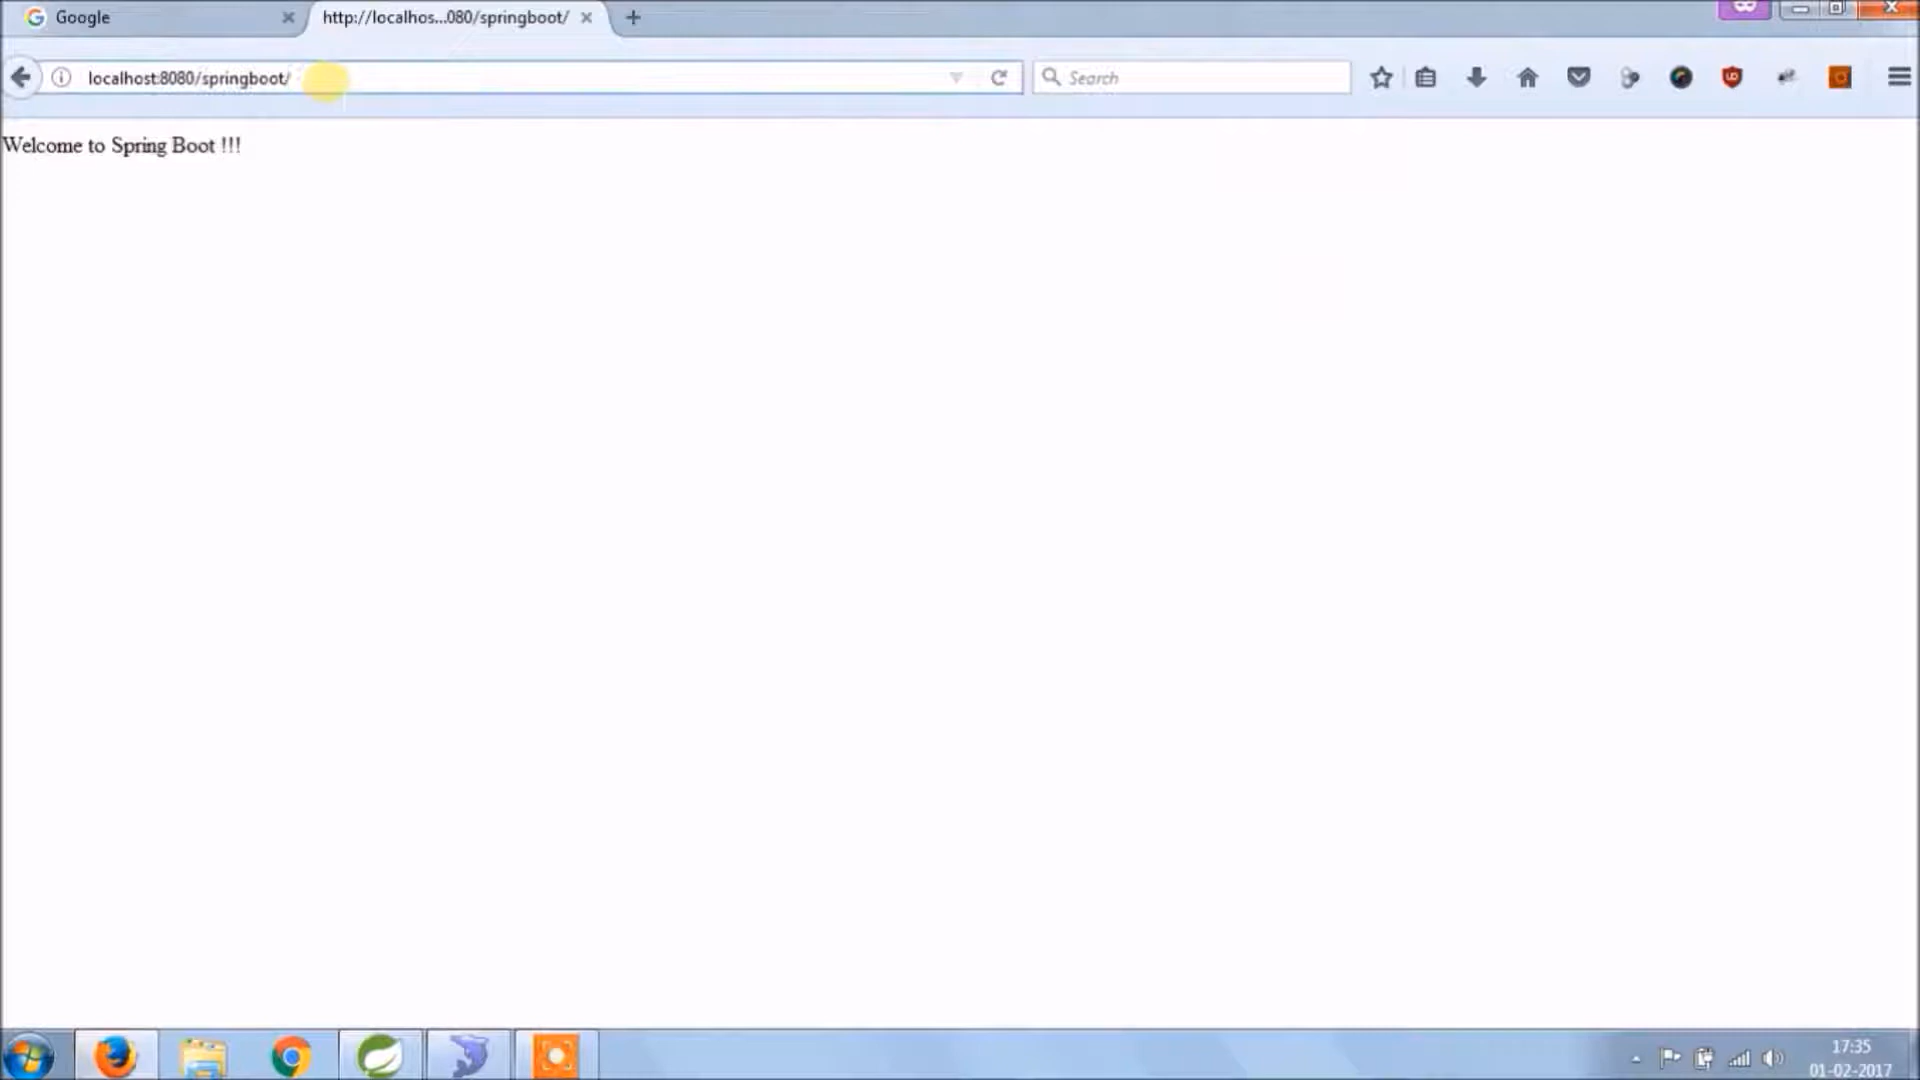 Google
http://localhos...080/springboot/
localhost:8080/springboot/
Search
Welcome to Spring Boot !!!
17:35
01-02-2017